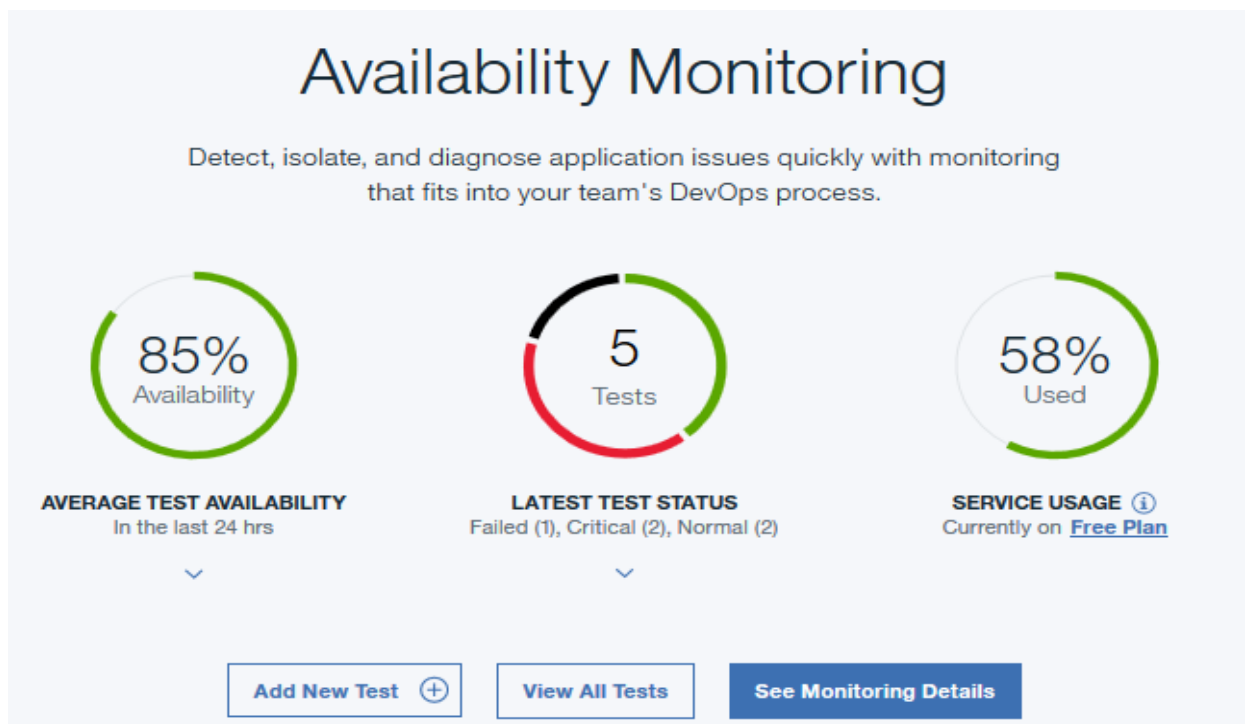 Availability Monitoring
Detect, isolate, and diagnose application issues quickly with monitoring
that fits into your team's DevOps process.
85%
Availability
AVERAGE TEST AVAILABILITY
In the last 24 hrs
5
Tests
LATEST TEST STATUS
Failed (1), Critical (2), Normal (2)
58%
Used
SERVICE USAGE i
Currently on Free Plan
Add New Test +
View All Tests
See Monitoring Details